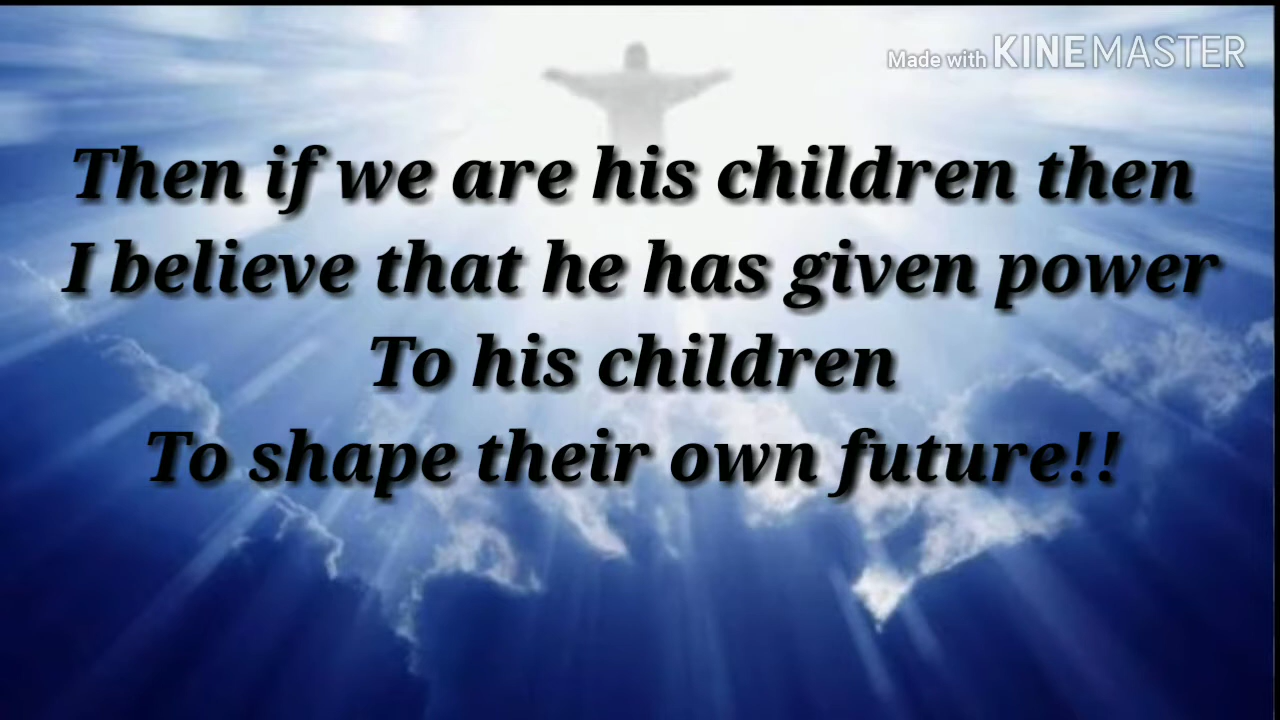 Made with KINEMASTER
Then if we are his children then
I believe that he has given power
To his children
To shape their own future!!